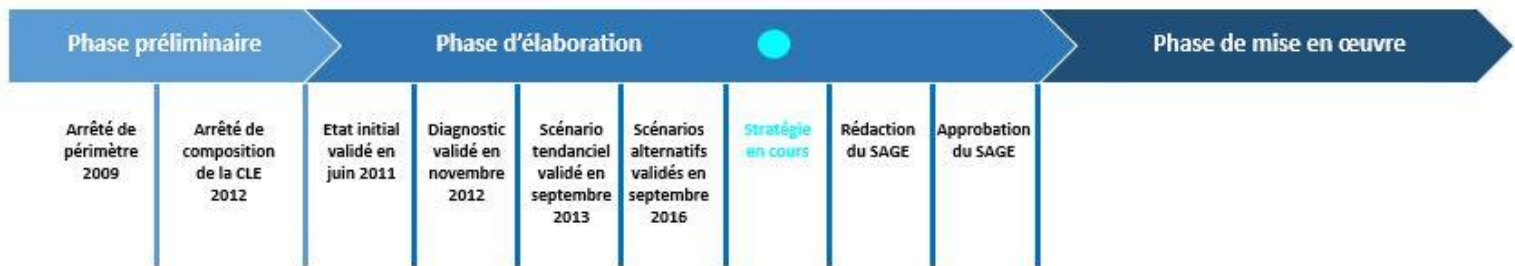 Phase préliminaire
Phase d'élaboration
Phase de mise en œuvre
Arrêté de
périmètre
2009
Arrêté de
composition
de la CLE
2012
Etat initial
validé en
juin 2011
Diagnostic
validé en
novembre
2012
Scénario
tendanciel
validé en
septembre
2013
Scénarios
alternatifs
validés en
septembre
2016
Stratégie
en cours
Rédaction
du SAGE
Approbation
du SAGE